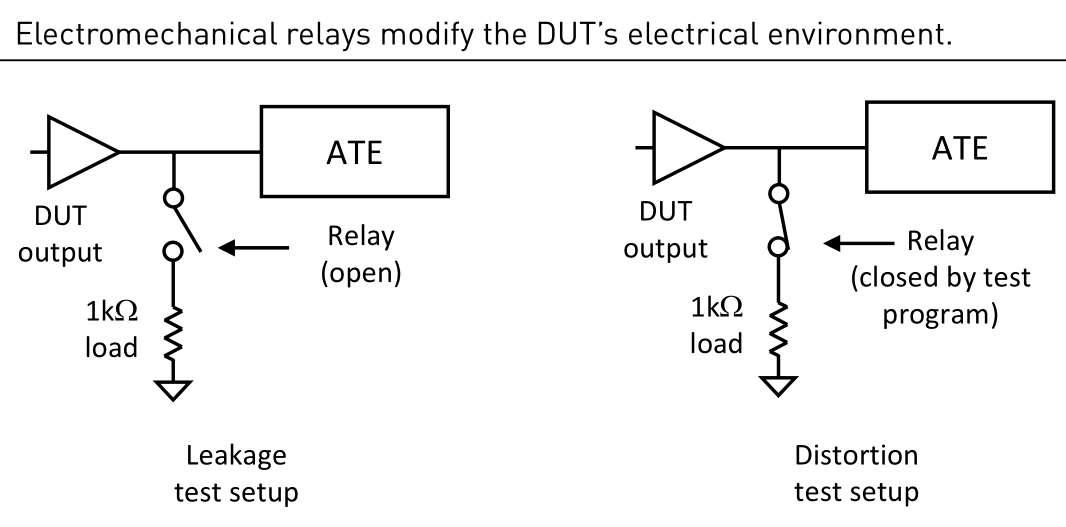 Electromechanical relays modify the DUT's electrical environment.
ATE
DUT
output
Relay
(open)
1kΩ
load
Leakage
test setup
ATE
DUT
output
Relay
(closed by test
program)
1kΩ
load
Distortion
test setup